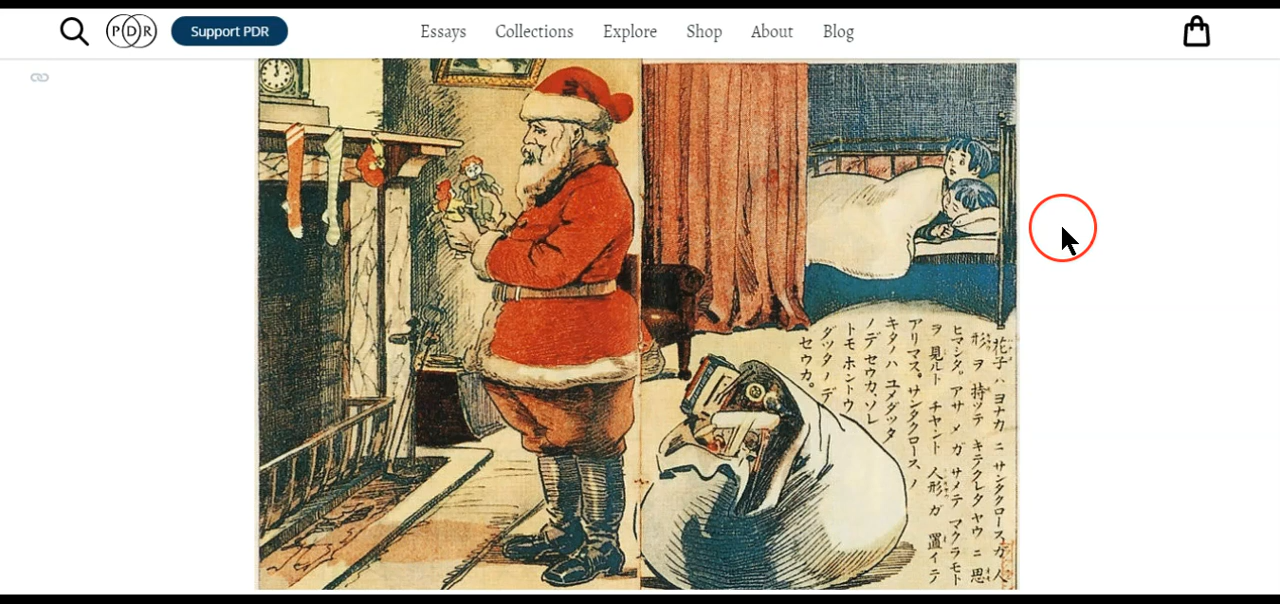 PDR
Support PDR
Essays
Collections
Explore
Shop
About
Blog
花子ハヨナカニサンタクロースガ人
形ヲ持ッテキテクレタヤウニ思
ヒマシタ。アサメガサメテマクラモト
ヲ見ルトチヤント人形ガ置イテ
アリマス。サンタクロースノ
キタノハユメダッタ
ノデセウカ、ソレ
トモホントウ
ダッタノデ
セウカ。